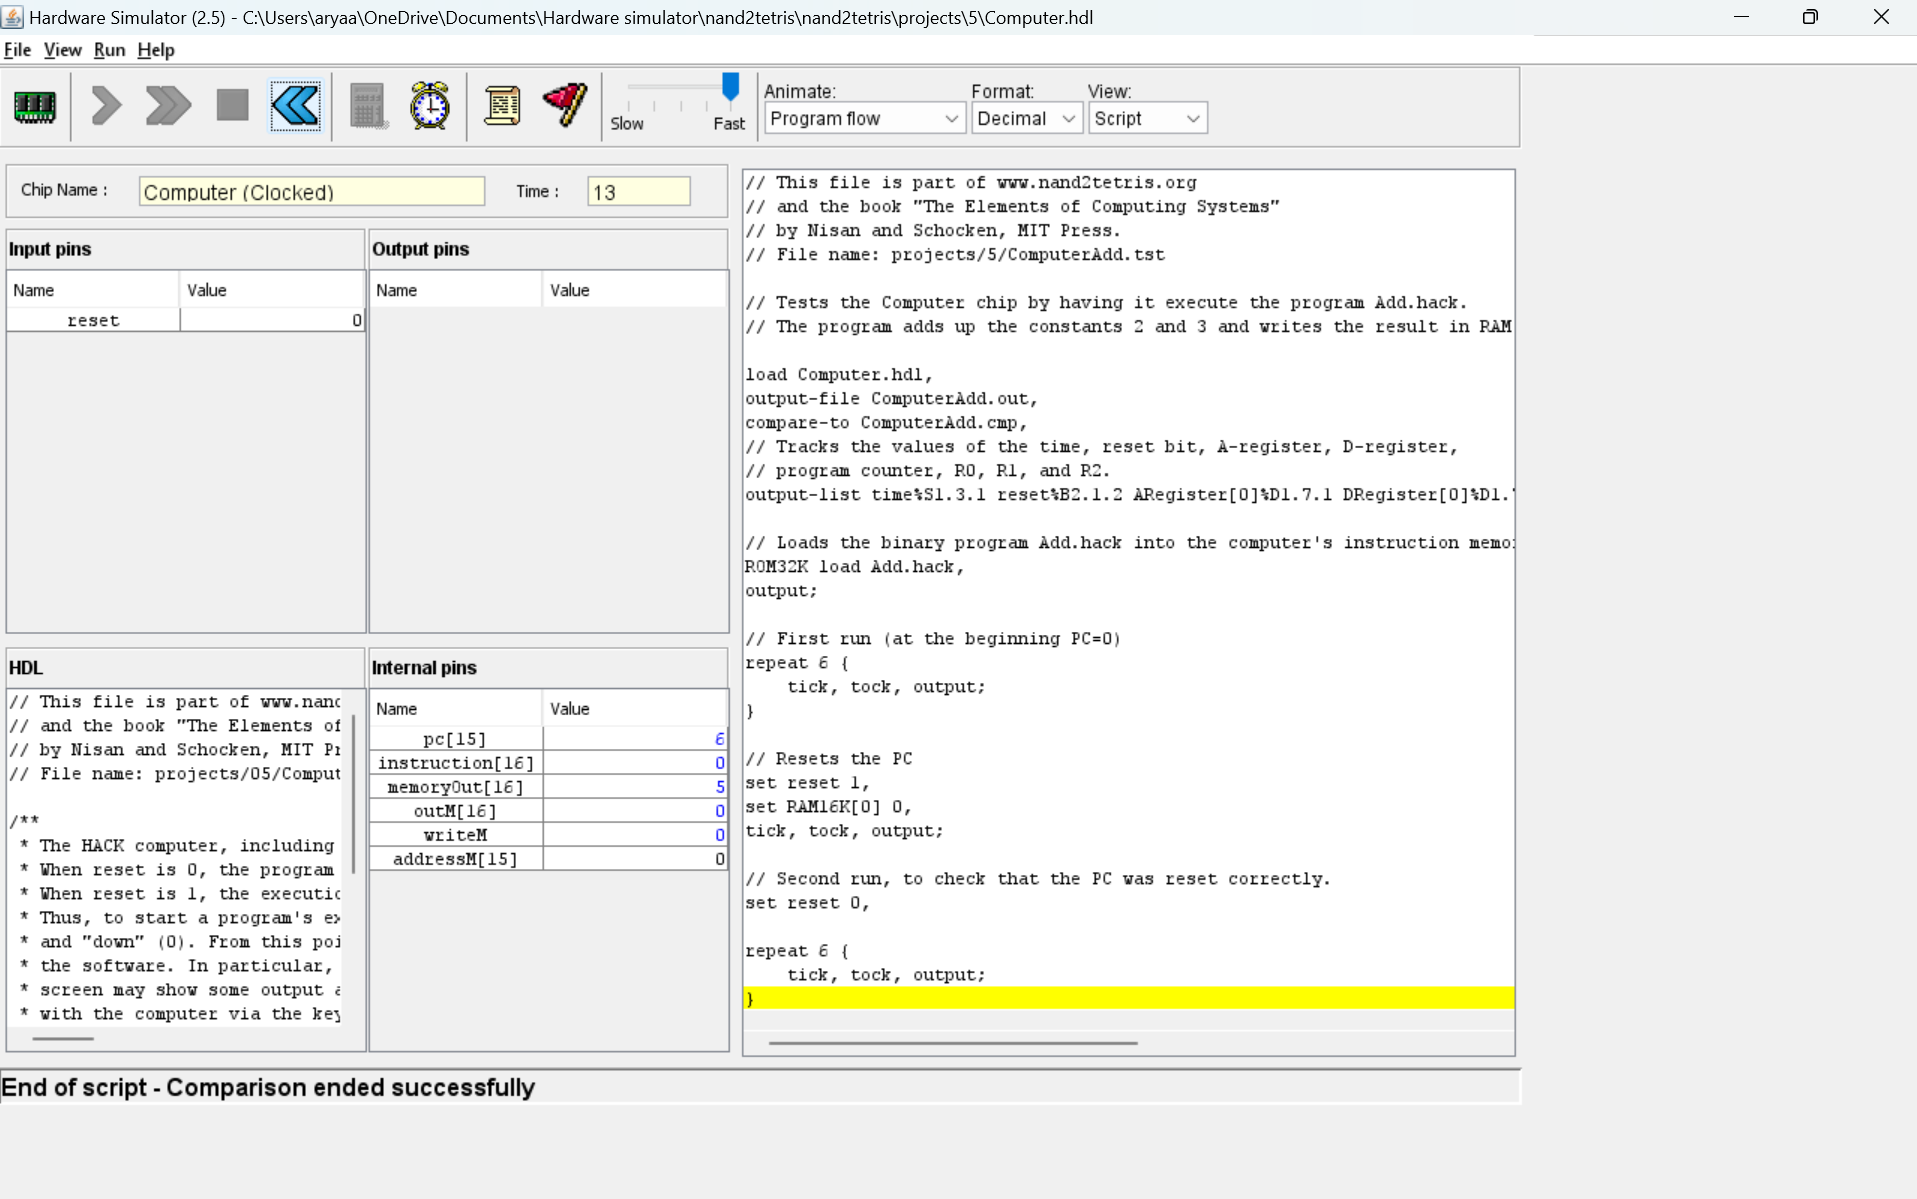 Hardware Simulator (2.5) - C:\Users\aryaa\OneDrive\Documents\Hardware simulator\nand2tetris\nand2tetris\projects\5\Computer.hdl
File View Run Help
Slow Fast
Animate: Format: View:
Program flow Decimal Script
Chip Name : Computer (Clocked) Time : 13
Input pins
Name Value
reset 0
Output pins
Name Value
HDL
// This file is part of www.nand
// and the book "The Elements of
// by Nisan and Schocken, MIT Pr
// File name: projects/05/Comput
/**
* The HACK computer, including
* When reset is 0, the program
* When reset is 1, the executio
* Thus, to start a program's ex
* and "down" (0). From this poi
* the software. In particular,
* screen may show some output a
* with the computer via the key
Internal pins
Name Value
pc[15] 6
instruction[16] 0
memoryOut[16] 5
outM[16] 0
writeM 0
addressM[15] 0
// This file is part of www.nand2tetris.org
// and the book "The Elements of Computing Systems"
// by Nisan and Schocken, MIT Press.
// File name: projects/5/ComputerAdd.tst
// Tests the Computer chip by having it execute the program Add.hack.
// The program adds up the constants 2 and 3 and writes the result in RAM
load Computer.hdl,
output-file ComputerAdd.out,
compare-to ComputerAdd.cmp,
// Tracks the values of the time, reset bit, A-register, D-register,
// program counter, R0, R1, and R2.
output-list time%S1.3.1 reset%B2.1.2 ARegister[0]%D1.7.1 DRegister[0]%D1.
// Loads the binary program Add.hack into the computer's instruction memo
ROM32K load Add.hack,
output;
// First run (at the beginning PC=0)
repeat 6 {
tick, tock, output;
}
// Resets the PC
set reset 1,
set RAM16K[0] 0,
tick, tock, output;
// Second run, to check that the PC was reset correctly.
set reset 0,
repeat 6 {
tick, tock, output;
}
End of script - Comparison ended successfully